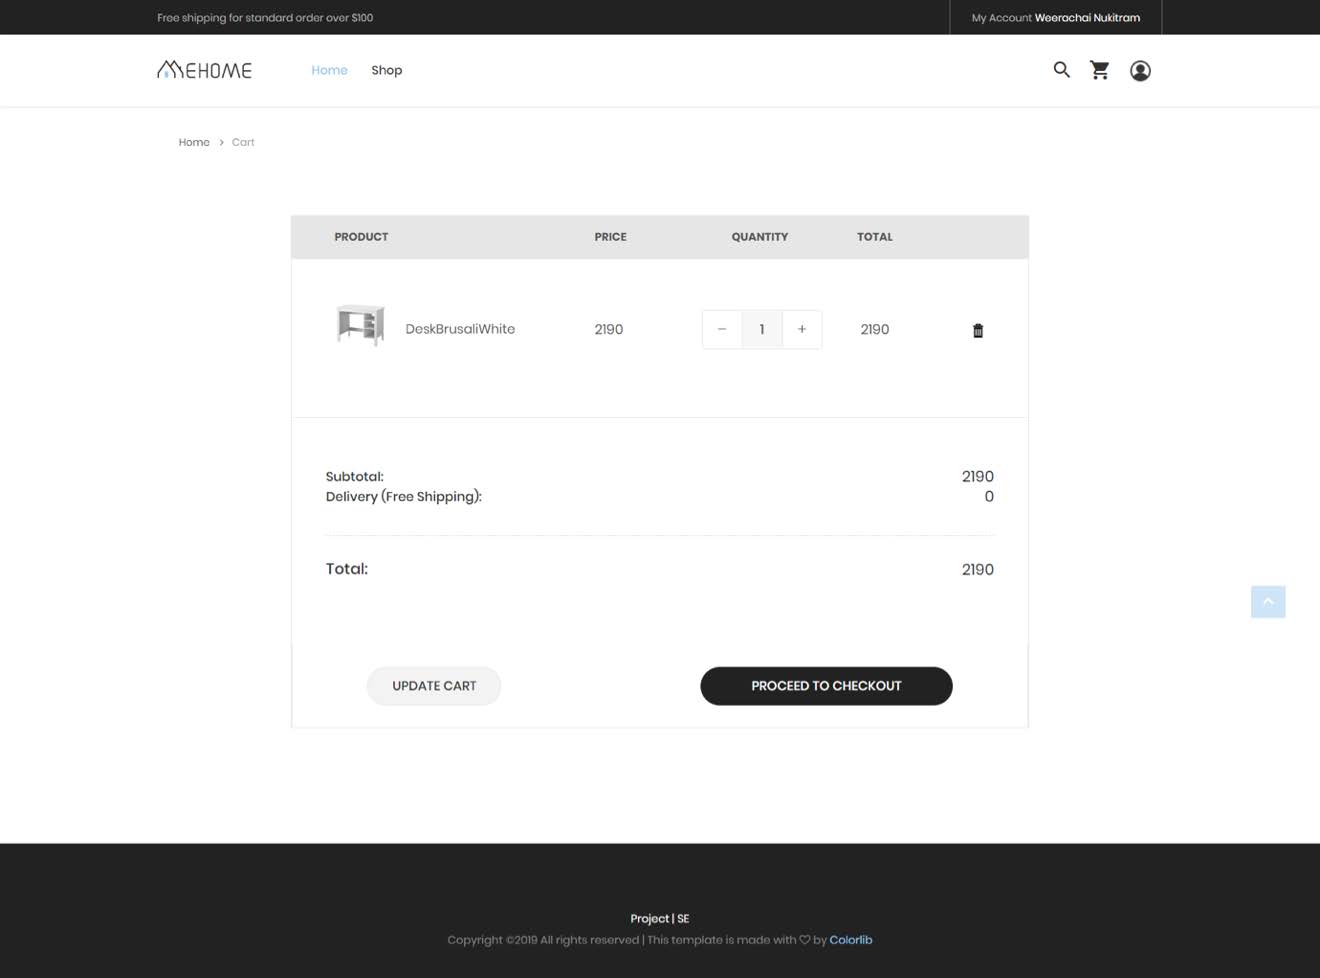 Free shipping for standard order over $100
My Account Weerachai Nukitram
MEHOME
Home
Shop
Home > Cart
PRODUCT PRICE QUANTITY TOTAL
DeskBrusaliWhite 2190 − 1 + 2190
Subtotal: 2190
Delivery (Free Shipping): 0
Total: 2190
UPDATE CART
PROCEED TO CHECKOUT
Project | SE
Copyright ©2019 All rights reserved | This template is made with ♡ by Colorlib